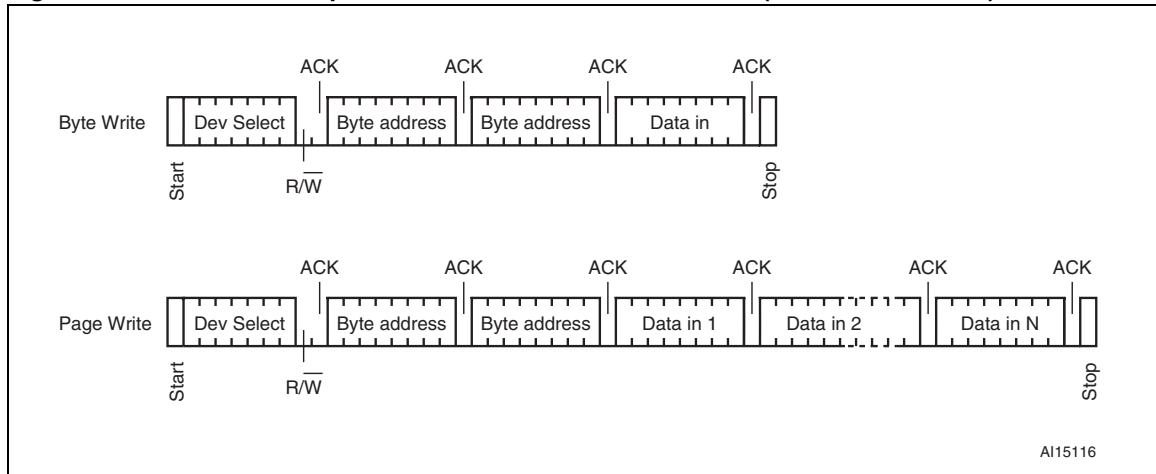 ACK ACK ACK ACK
Byte Write Dev Select Byte address Byte address Data in
Start R/W̅ Stop
ACK ACK ACK ACK ACK ACK
Page Write Dev Select Byte address Byte address Data in 1 Data in 2 Data in N
Start R/W̅ Stop
AI15116